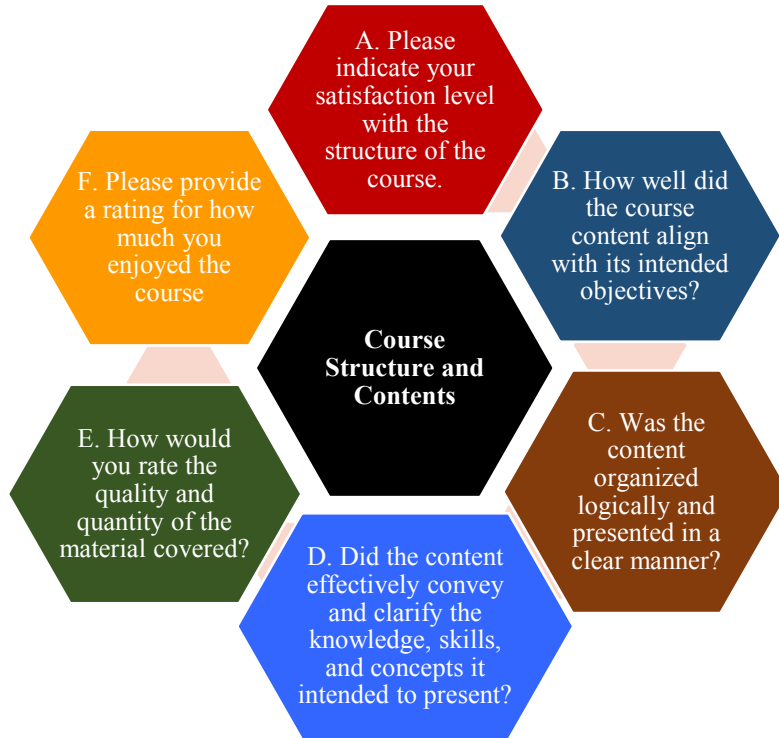 A. Please
indicate your
satisfaction level
with the
structure of the
course.
B. How well did
the course
content align
with its intended
objectives?
C. Was the
content
organized
logically and
presented in a
clear manner?
D. Did the content
effectively convey
and clarify the
knowledge, skills,
and concepts it
intended to present?
E. How would
you rate the
quality and
quantity of the
material covered?
F. Please provide
a rating for how
much you
enjoyed the
course
Course
Structure and
Contents